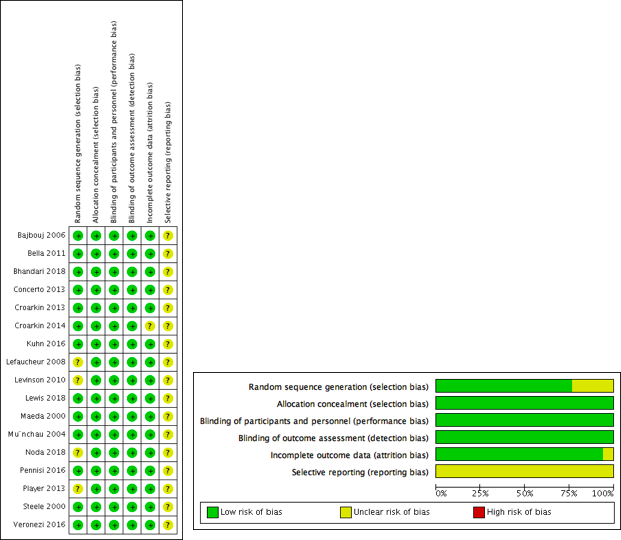 Random sequence generation (selection bias)
Allocation concealment (selection bias)
Blinding of participants and personnel (performance bias)
Blinding of outcome assessment (detection bias)
Incomplete outcome data (attrition bias)
Selective reporting (reporting bias)
Bajbouj 2006 + + + + + ?
Bella 2011 + + + + + ?
Bhandari 2018 + + + + + ?
Concerto 2013 + + + + + ?
Croarkin 2013 + + + + + ?
Croarkin 2014 + + + + ? ?
Kuhn 2016 + + + + + ?
Lefaucheur 2008 ? + + + + ?
Levinson 2010 ? + + + + ?
Lewis 2018 + + + + + ?
Maeda 2000 + + + + + ?
Mu¨nchau 2004 + + + + + ?
Noda 2018 ? + + + + ?
Pennisi 2016 + + + + + ?
Player 2013 ? + + + + ?
Steele 2000 + + + + + ?
Veronezi 2016 + + + + + ?
Random sequence generation (selection bias)
Allocation concealment (selection bias)
Blinding of participants and personnel (performance bias)
Blinding of outcome assessment (detection bias)
Incomplete outcome data (attrition bias)
Selective reporting (reporting bias)
0% 25% 50% 75% 100%
Low risk of bias Unclear risk of bias High risk of bias